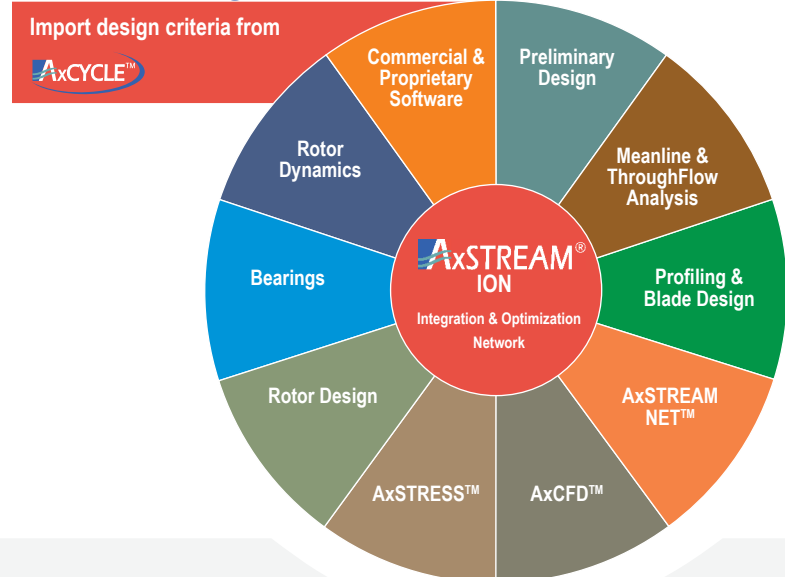 Import design criteria from
AxCYCLE™
Commercial &
Proprietary
Software
Preliminary
Design
Meanline &
ThroughFlow
Analysis
Profiling &
Blade Design
AxSTREAM
NET™
AxCFD™
AxSTRESS™
Rotor Design
Bearings
Rotor
Dynamics
AxSTREAM®
ION
Integration & Optimization
Network